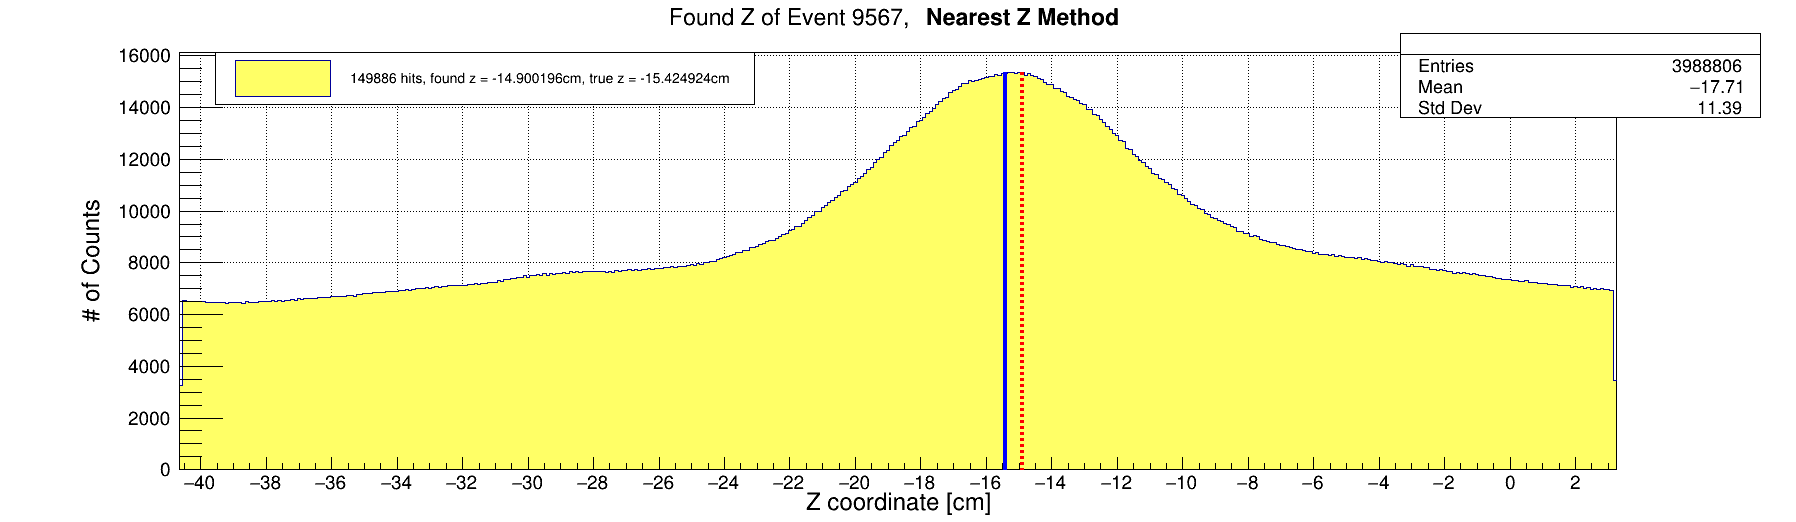 Found Z of Event 9567, Nearest Z Method
149886 hits, found z = -14.900196cm, true z = -15.424924cm
Entries 3988806
Mean −17.71
Std Dev 11.39
# of Counts
16000
14000
12000
10000
8000
6000
4000
2000
0
−40 −38 −36 −34 −32 −30 −28 −26 −24 −22 −20 −18 −16 −14 −12 −10 −8 −6 −4 −2 0 2
Z coordinate [cm]